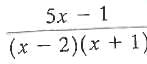 5x − 1
(x − 2)(x + 1)